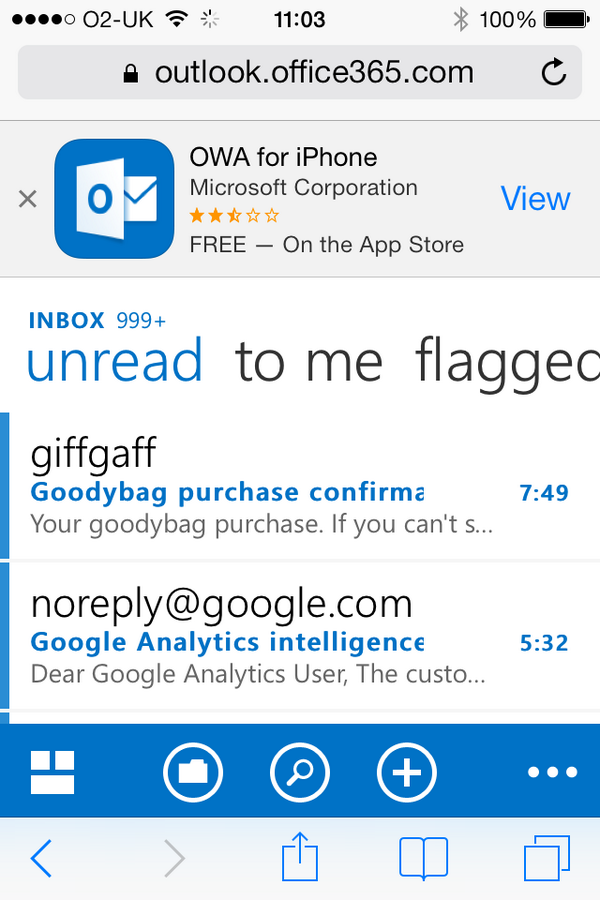 O2-UK 11:03 100%
outlook.office365.com
OWA for iPhone
Microsoft Corporation
View
FREE — On the App Store
INBOX 999+
unread to me flagged
giffgaff
Goodybag purchase confirma 7:49
Your goodybag purchase. If you can't s...
noreply@google.com
Google Analytics intelligence 5:32
Dear Google Analytics User, The custo...